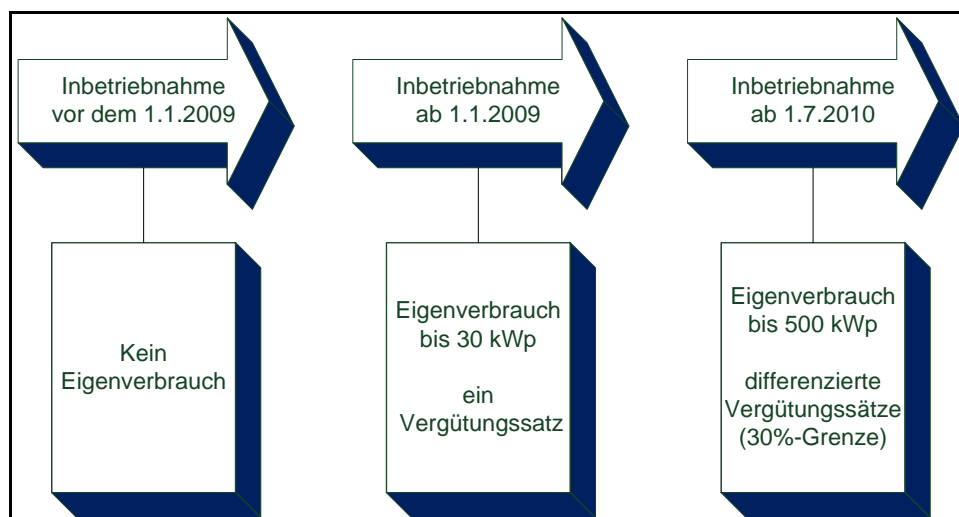 Inbetriebnahme
vor dem 1.1.2009
Inbetriebnahme
ab 1.1.2009
Inbetriebnahme
ab 1.7.2010
Kein
Eigenverbrauch
Eigenverbrauch
bis 30 kWp
ein
Vergütungssatz
Eigenverbrauch
bis 500 kWp
differenzierte
Vergütungssätze
(30%-Grenze)